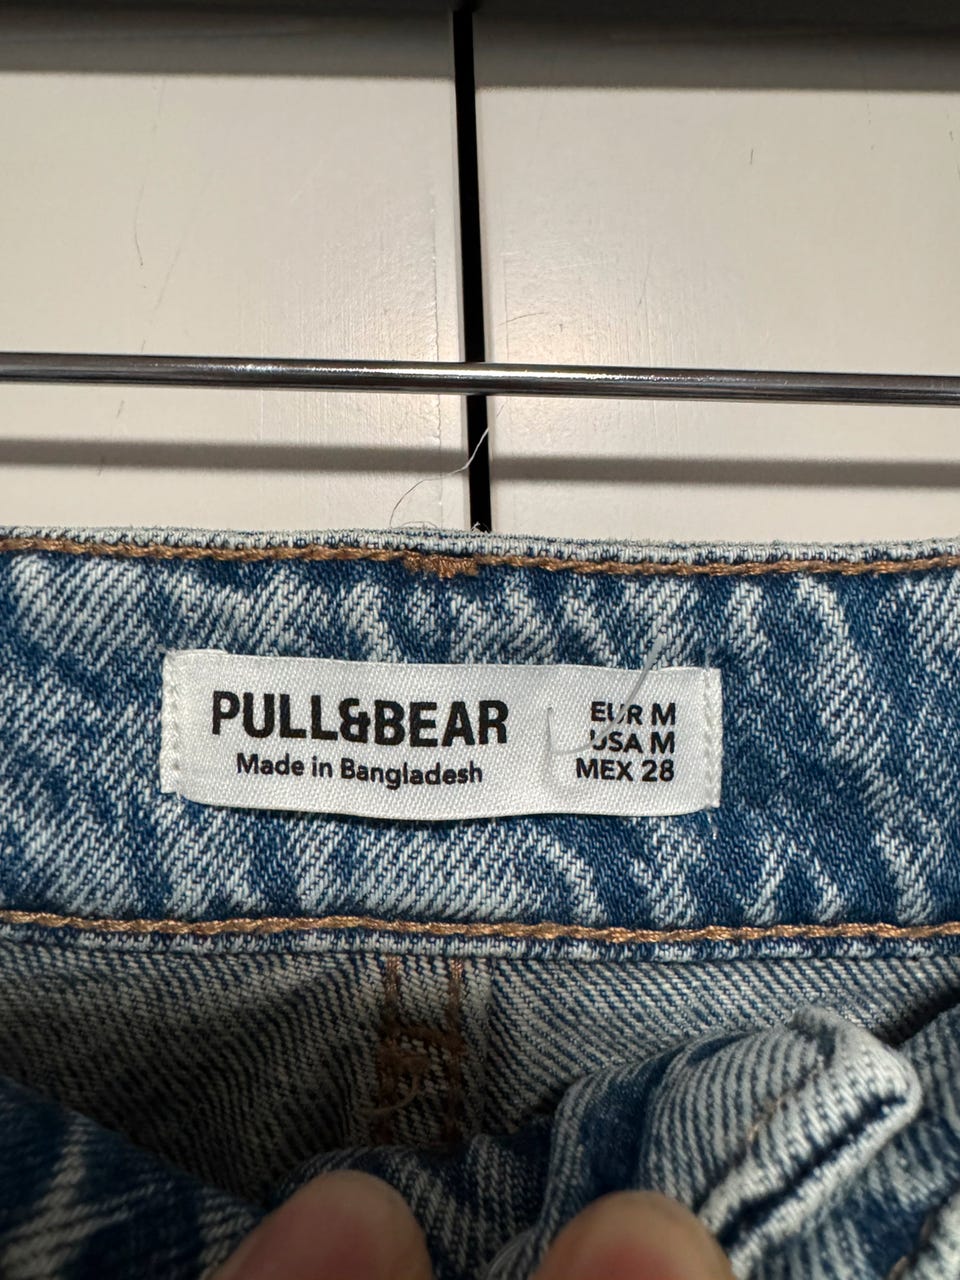 PULL&BEAR
Made in Bangladesh
EUR M
USA M
MEX 28